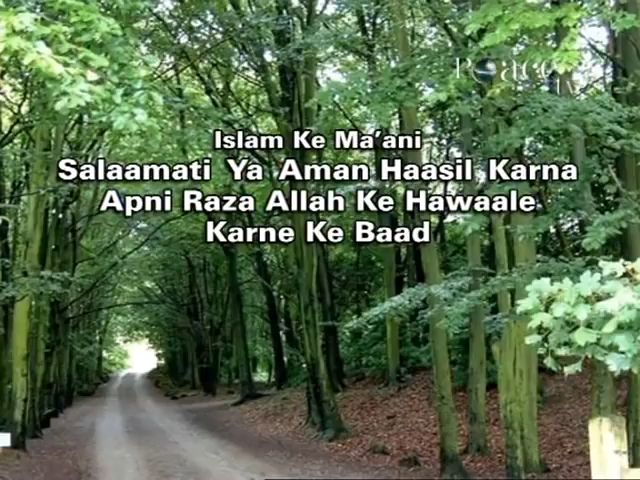 Islam Ke Ma'ani
Salaamati Ya Aman Haasil Karna
Apni Raza Allah Ke Hawaale
Karne Ke Baad